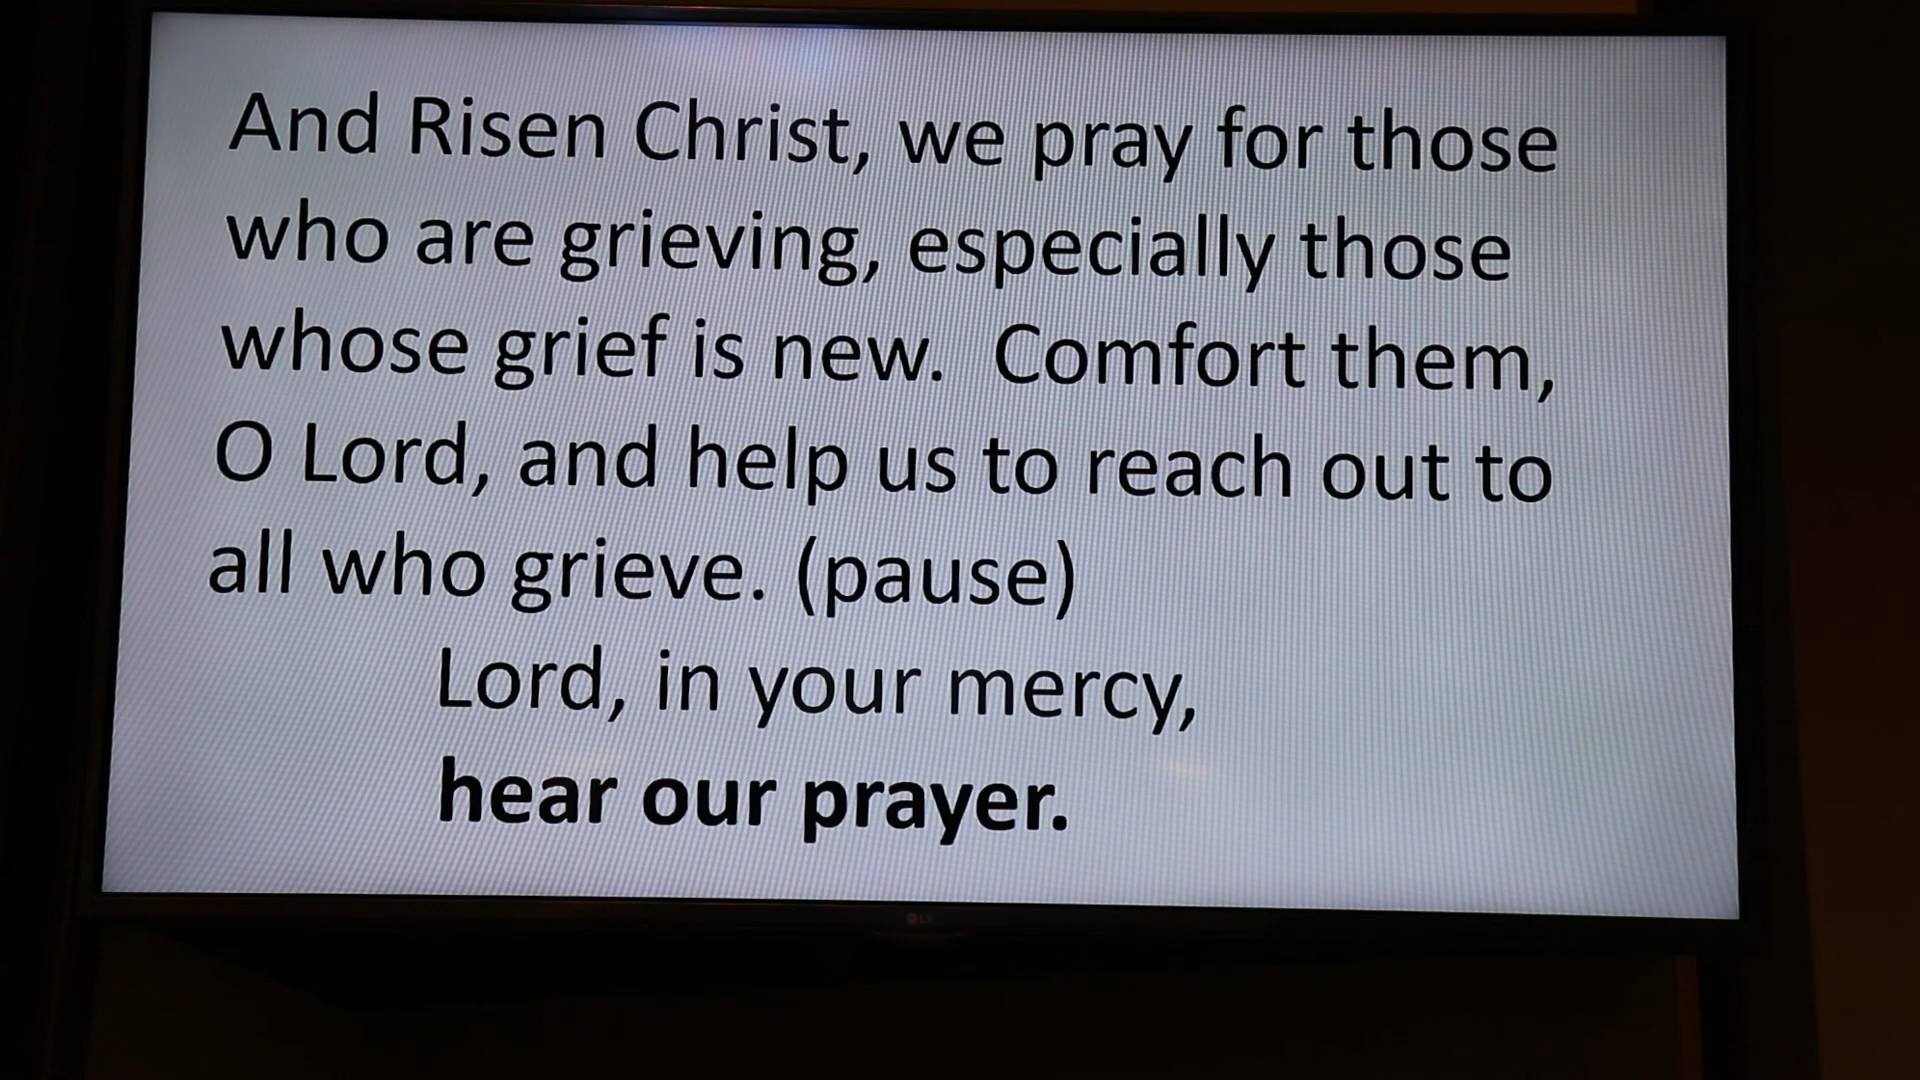 And Risen Christ, we pray for those
who are grieving, especially those
whose grief is new.  Comfort them,
O Lord, and help us to reach out to
all who grieve. (pause)
Lord, in your mercy,
hear our prayer.
LG